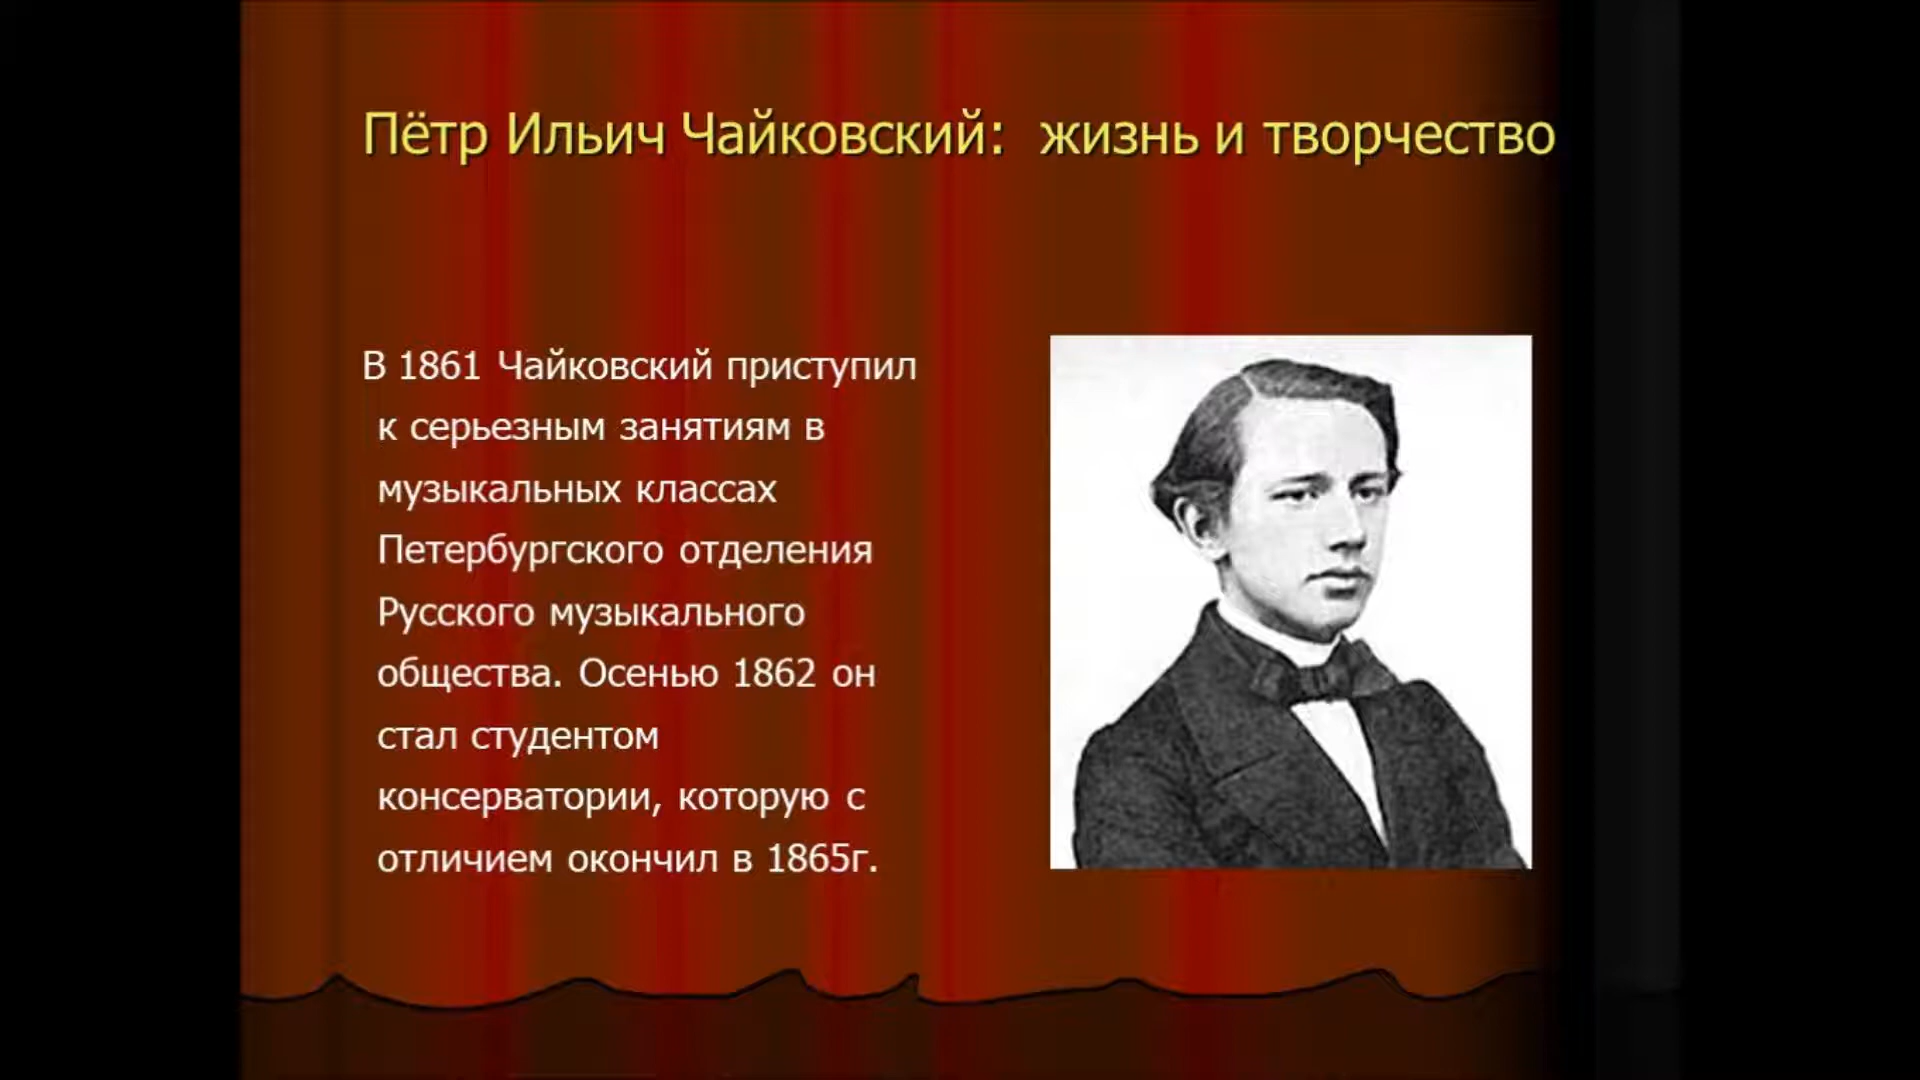 Пётр Ильич Чайковский: жизнь и творчество
В 1861 Чайковский приступил
к серьезным занятиям в
музыкальных классах
Петербургского отделения
Русского музыкального
общества. Осенью 1862 он
стал студентом
консерватории, которую с
отличием окончил в 1865г.